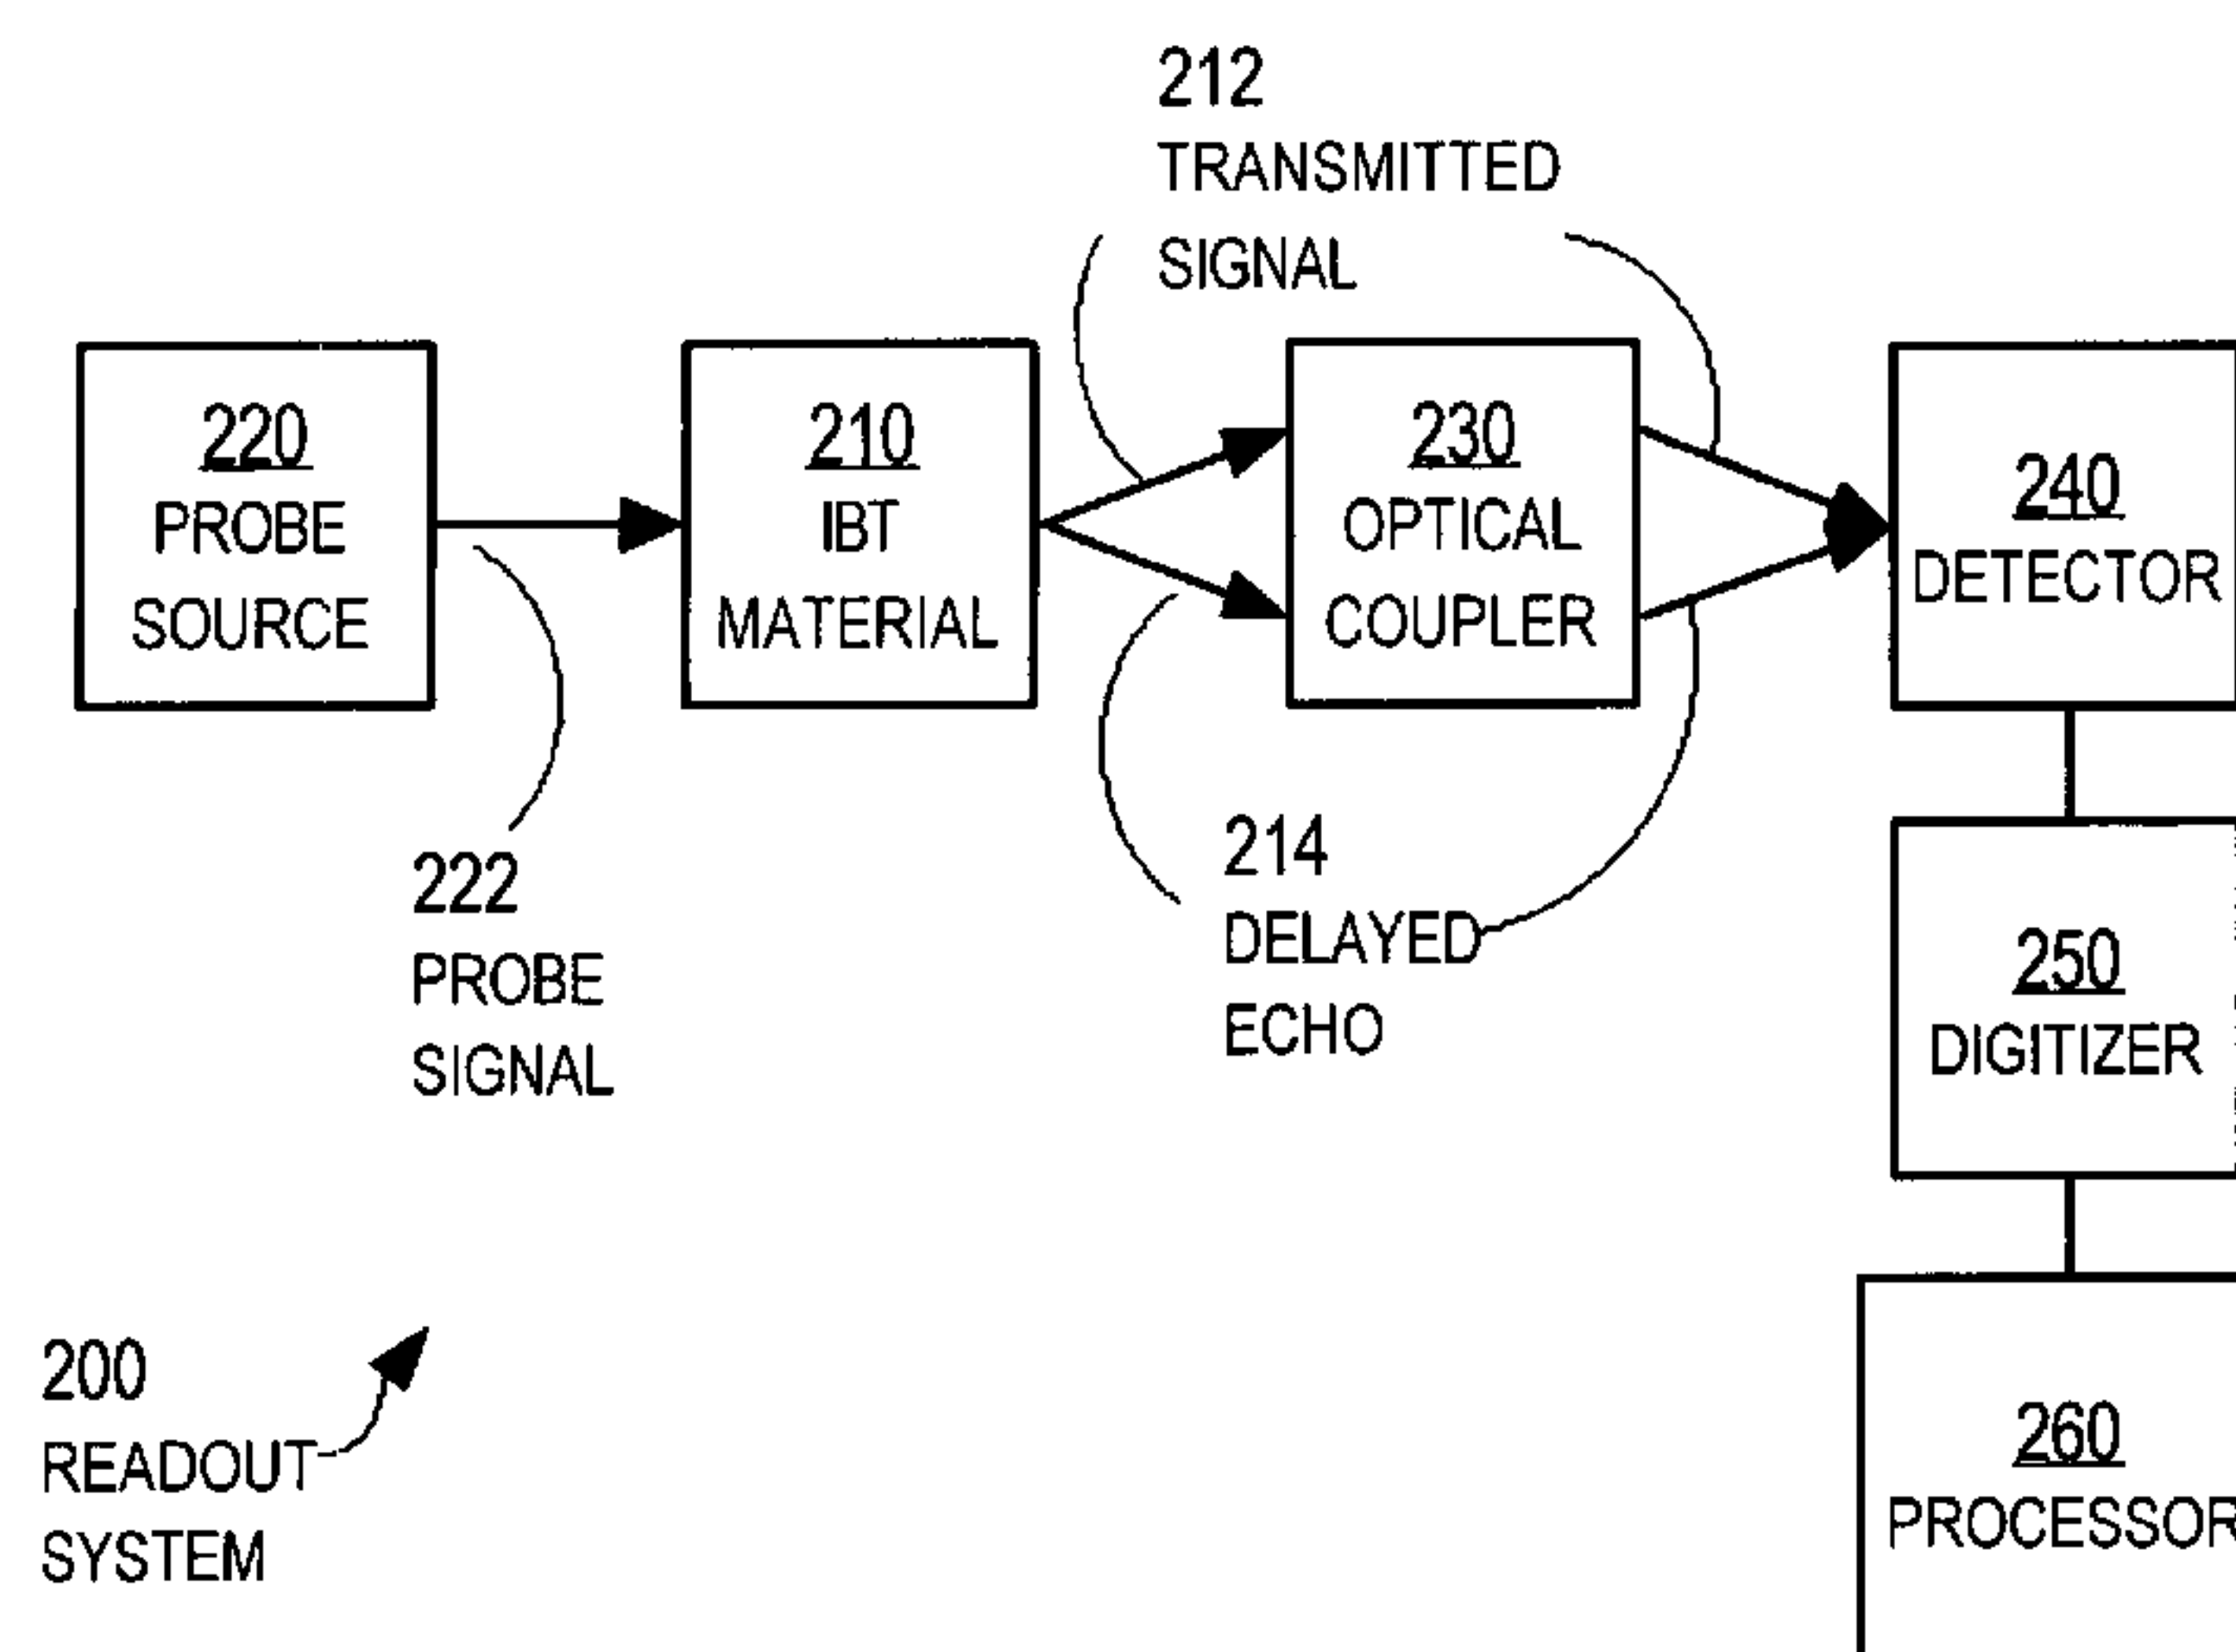 212
TRANSMITTED
SIGNAL
220
PROBE
SOURCE
210
IBT
MATERIAL
230
OPTICAL
COUPLER
240
DETECTOR
222
PROBE
SIGNAL
214
DELAYED
ECHO
250
DIGITIZER
200
READOUT
SYSTEM
260
PROCESSOR